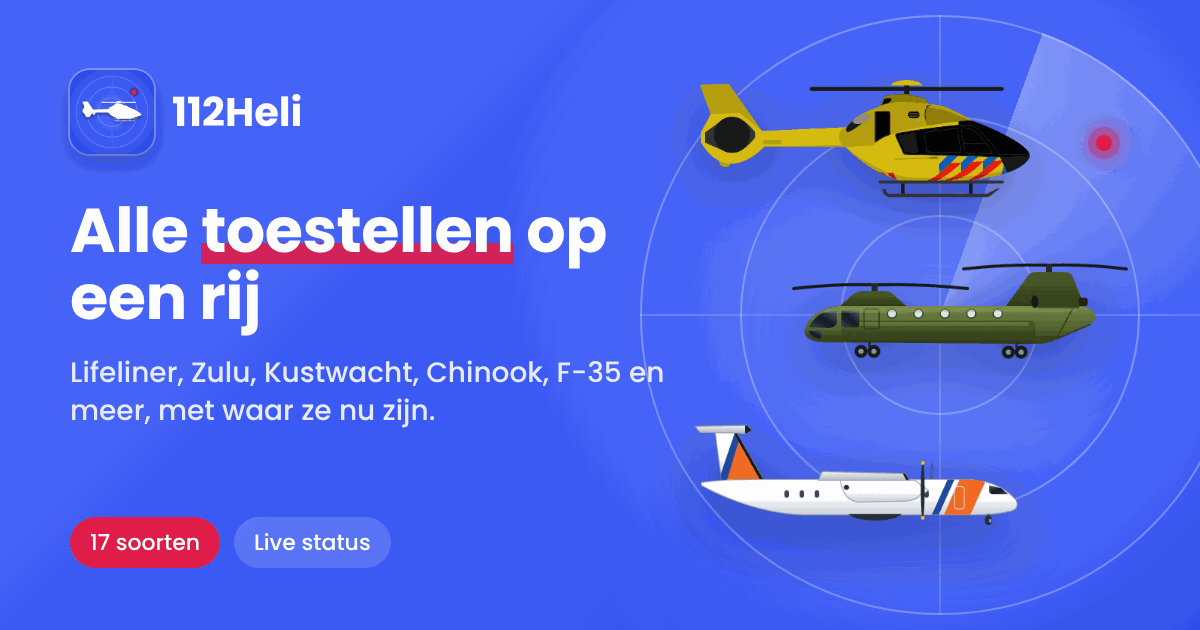 112Heli
Alle toestellen op
een rij
Lifeliner, Zulu, Kustwacht, Chinook, F-35 en
meer, met waar ze nu zijn.
17 soorten
Live status